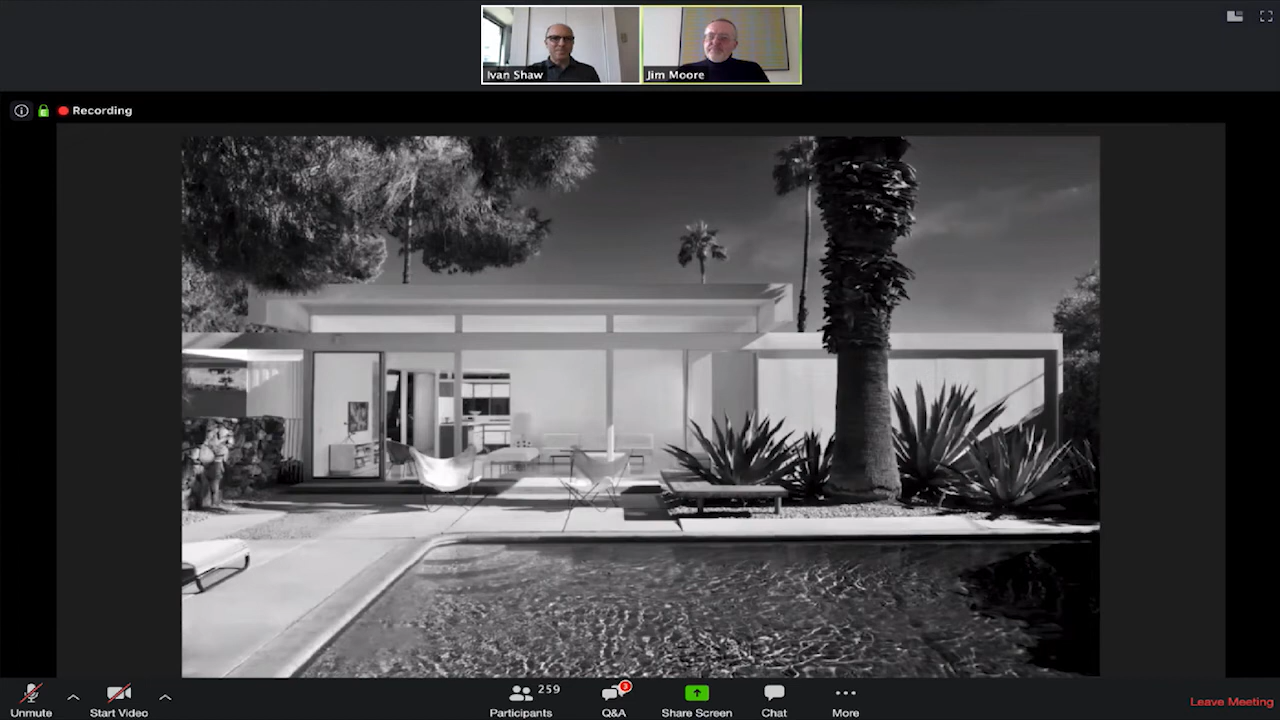 Ivan Shaw
Jim Moore
Recording
Unmute
Start Video
259
Participants
3
Q&A
Share Screen
Chat
More
Leave Meeting